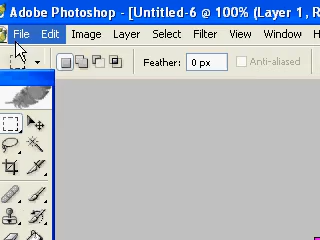 Adobe Photoshop - [Untitled-6 @ 100% (Layer 1, R
File Edit Image Layer Select Filter View Window H
Feather: 0 px Anti-aliased